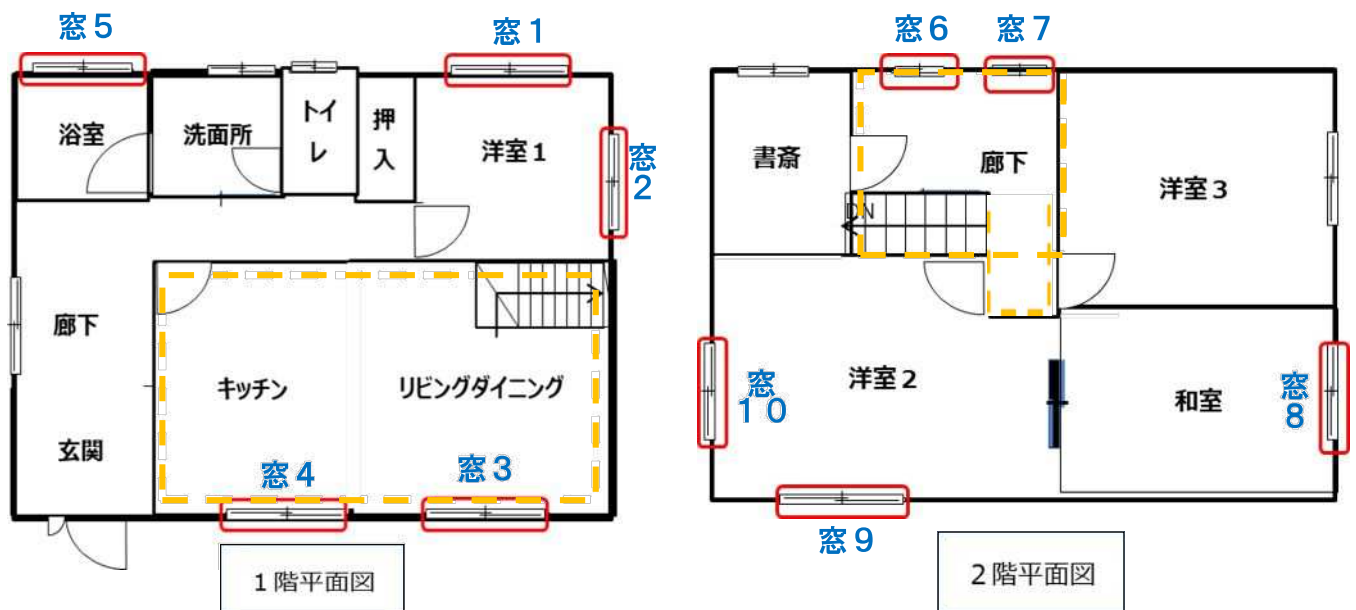 窓５
窓１
浴室
洗面所
トイレ
押入
洋室１
窓２
廊下
キッチン
リビングダイニング
玄関
窓４
窓３
１階平面図
窓６
窓７
書斎
廊下
洋室３
DN
窓１０
洋室２
和室
窓８
窓９
２階平面図